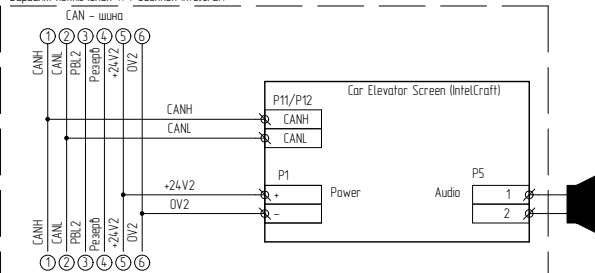 CAN - шина
1 2 3 4 5 6
CANH
CANL
PBL2
Резерв
+24V2
0V2
Car Elevator Screen (IntelCraft)
P11/P12
CANH
CANH
CANL
CANL
P1
P5
+24V2
+
Power
Audio
1
0V2
-
2
CANH
CANL
PBL2
Резерв
+24V2
0V2
1 2 3 4 5 6